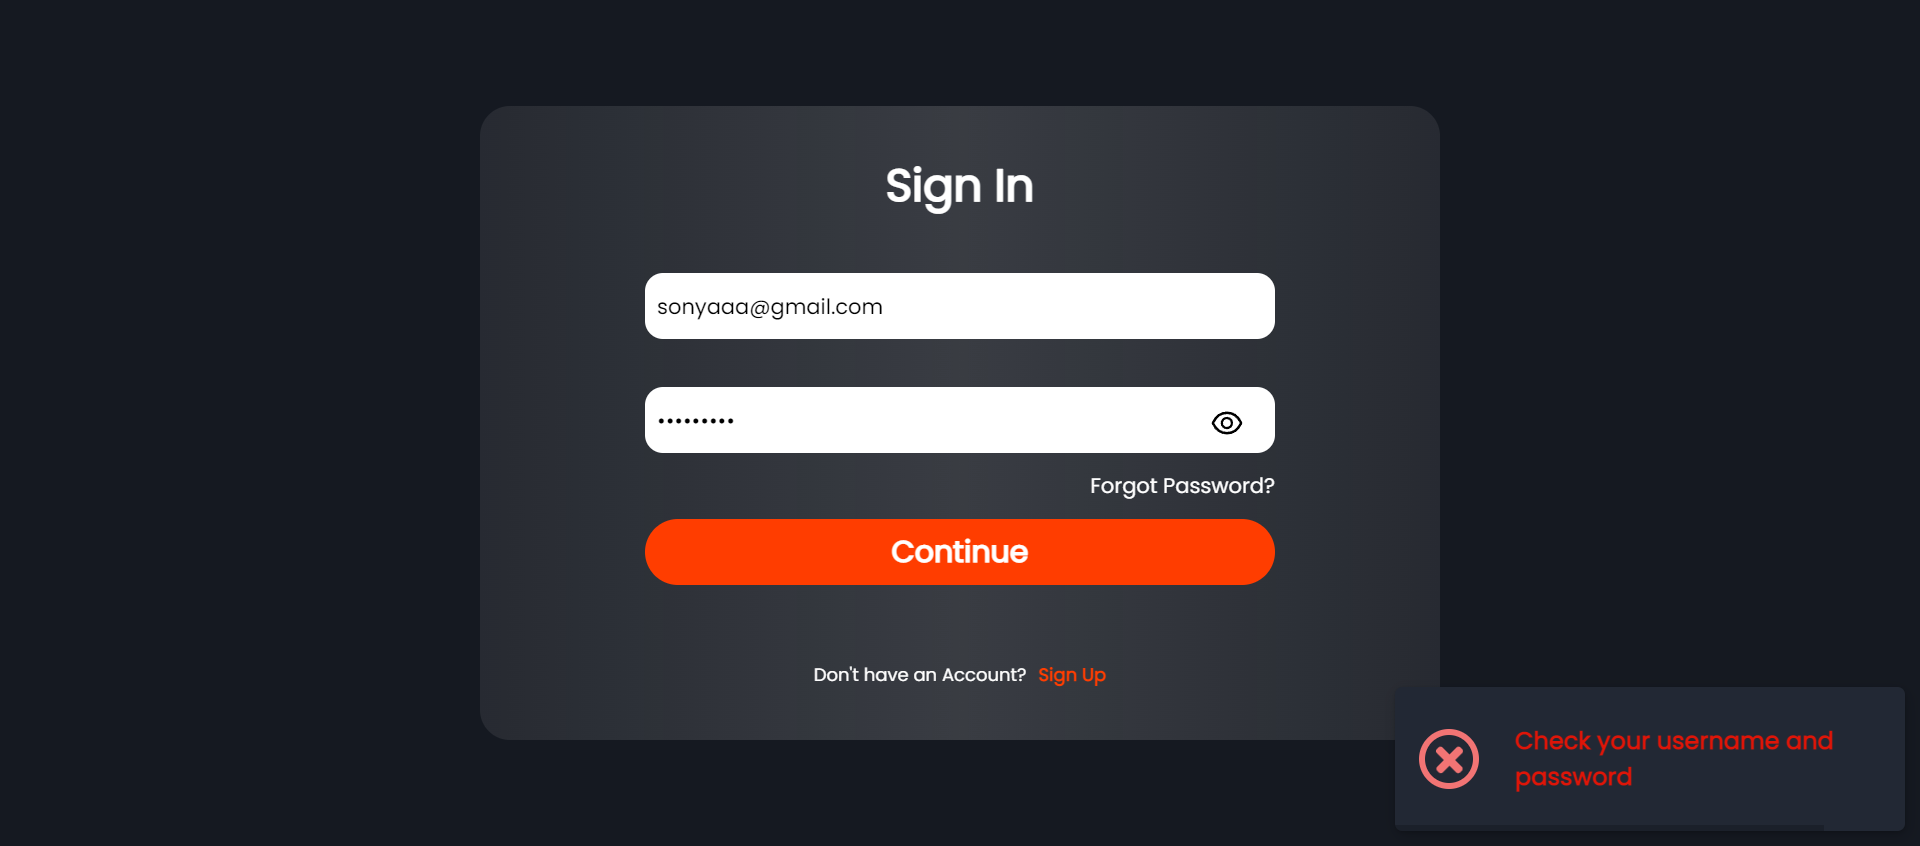 Sign In
sonyaaa@gmail.com
•••••••••
Forgot Password?
Continue
Don't have an Account? Sign Up
Check your username and
password